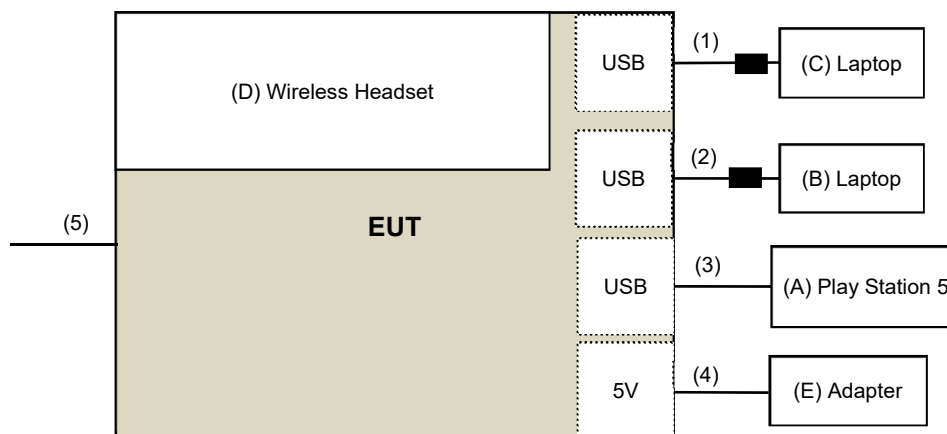 USB
(1)
(C) Laptop
(D) Wireless Headset
USB
(2)
(B) Laptop
(5)
EUT
USB
(3)
(A) Play Station 5
5V
(4)
(E) Adapter